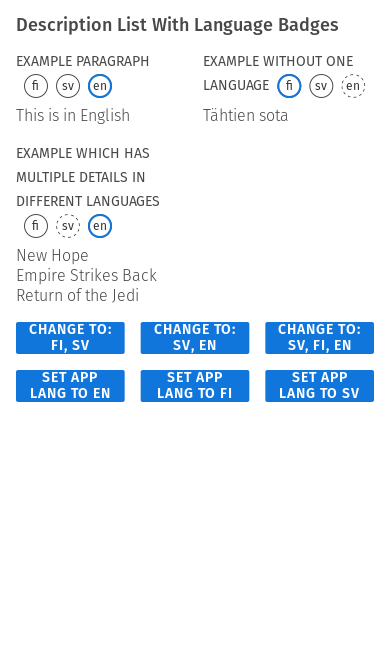 Description List With Language Badges
EXAMPLE PARAGRAPH
fi sv en
This is in English
EXAMPLE WITHOUT ONE
LANGUAGE fi sv en
Tähtien sota
EXAMPLE WHICH HAS
MULTIPLE DETAILS IN
DIFFERENT LANGUAGES
fi sv en
New Hope
Empire Strikes Back
Return of the Jedi
CHANGE TO:
FI, SV
CHANGE TO:
SV, EN
CHANGE TO:
SV, FI, EN
SET APP
LANG TO EN
SET APP
LANG TO FI
SET APP
LANG TO SV